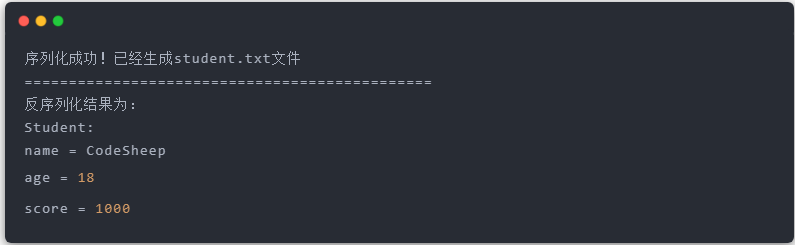 序列化成功！已经生成student.txt文件
==============================================
反序列化结果为：
Student:
name = CodeSheep
age = 18
score = 1000